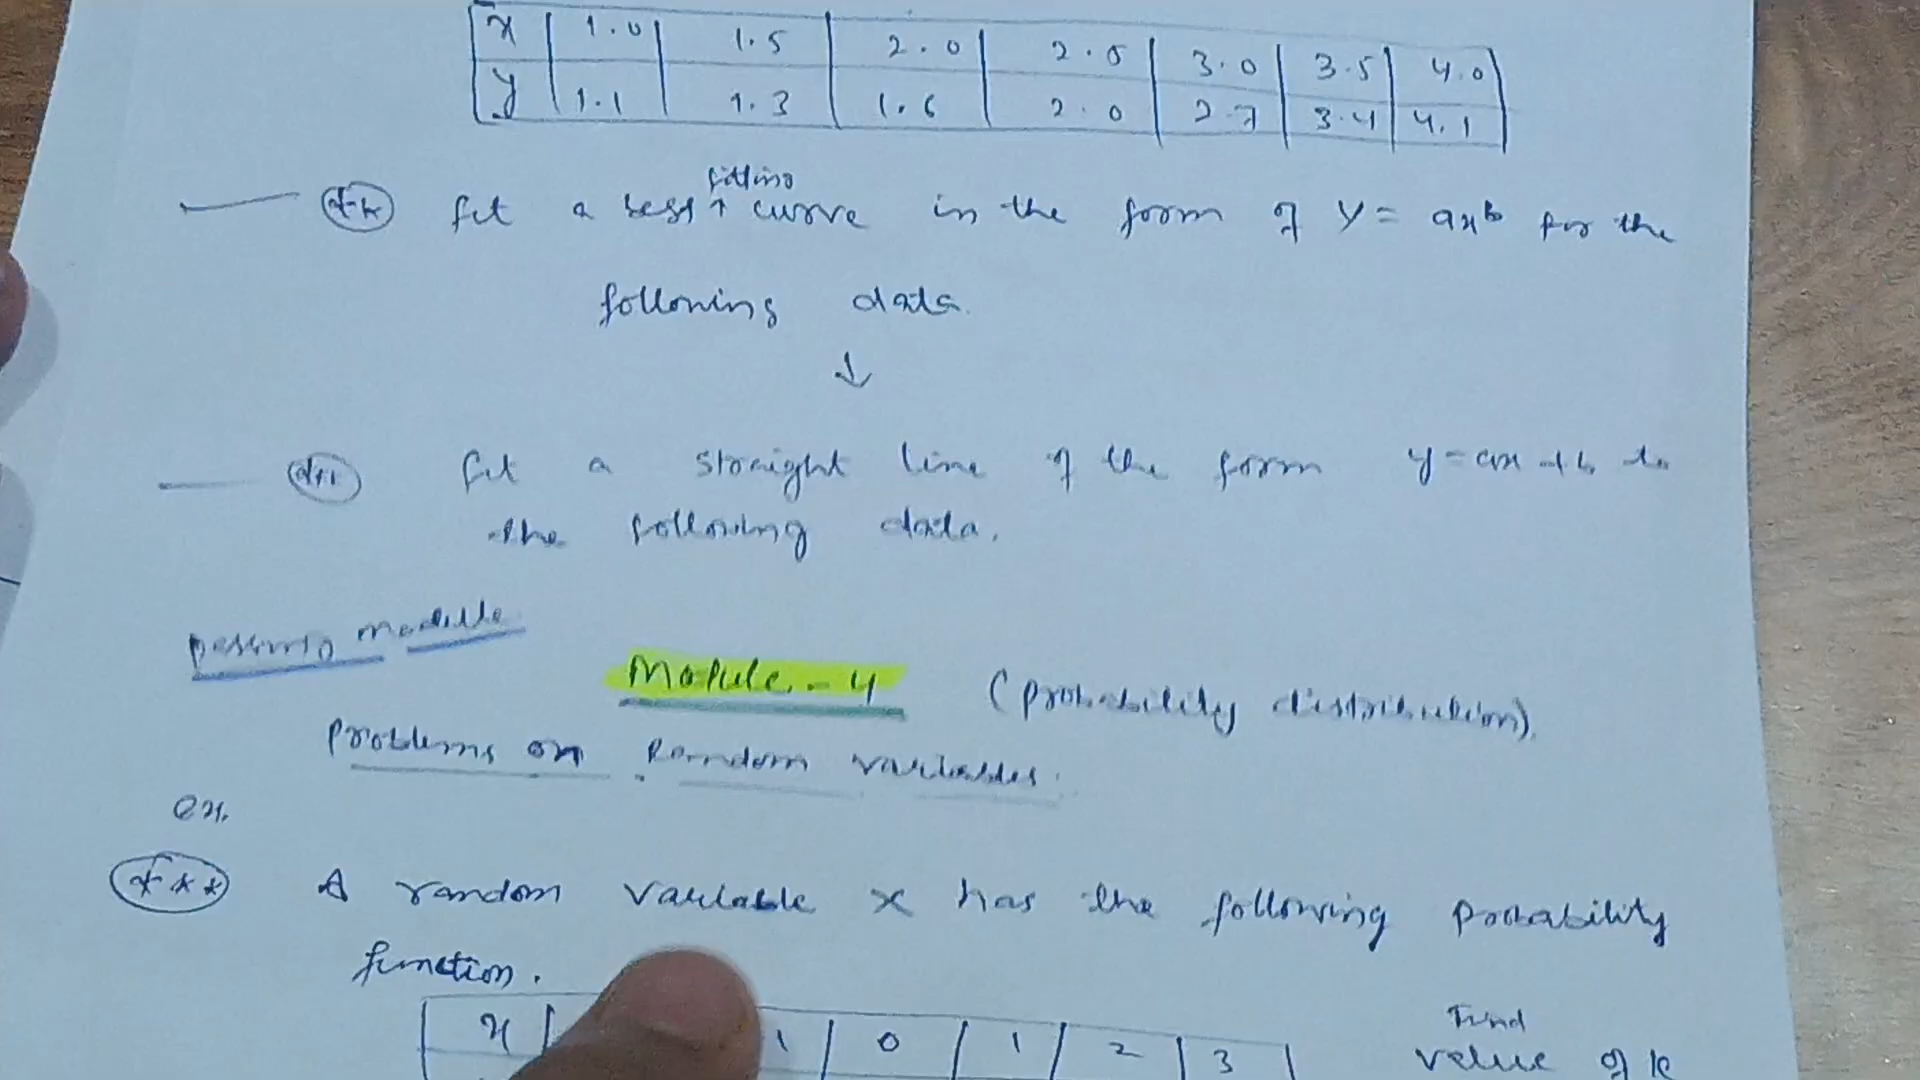 x 1.0 1.5 2.0 2.5 3.0 3.5 4.0
y 1.1 1.3 1.6 2.0 2.7 3.4 4.1
** fit a best fitting curve in the form of y = ax^b for the
following data.
↓
fit a straight line of the form y = ax + b to
the following data.
module
Module - 4 (probability distribution).
problems on Random variables.
ex.
*** A random variable x has the following probability
function.
x 1 0 1 2 3
Find
value of k